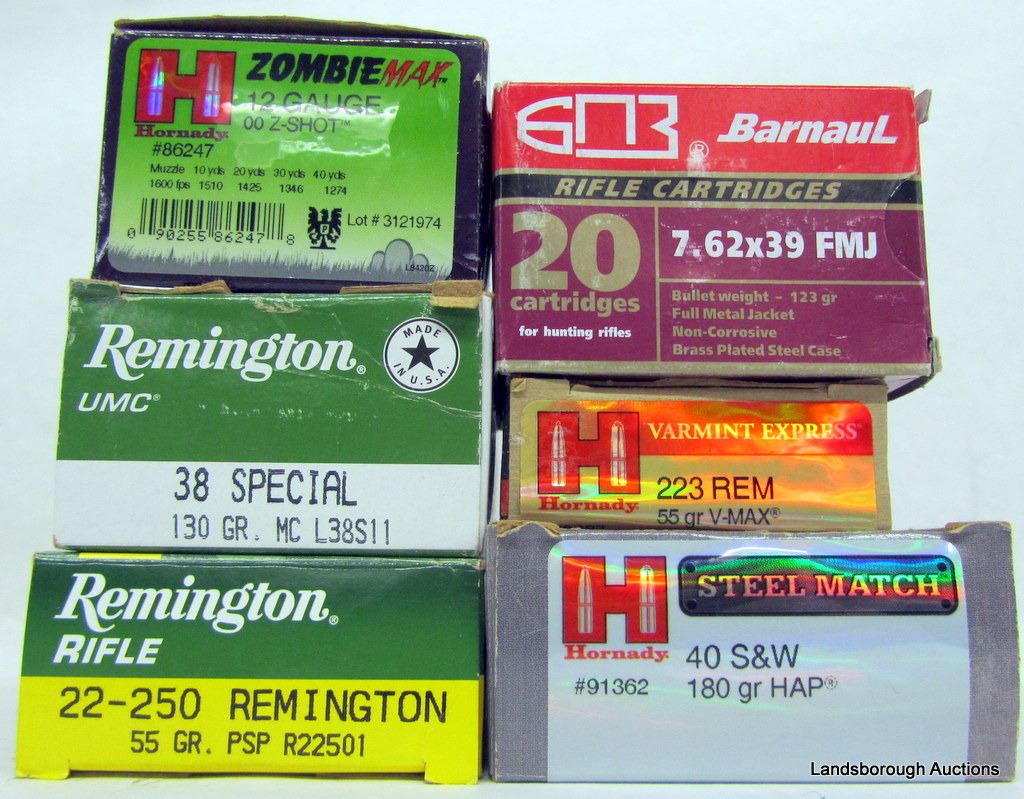 H
Hornady
ZOMBIE MAX™
12 GAUGE
00 Z-SHOT™
#86247
Muzzle 10 yds 20 yds 30 yds 40 yds
1600 fps 1510 1425 1346 1274
0 90255 86247 8
P
Lot # 3121974
L8420Z
Barnaul
®
RIFLE CARTRIDGES
20
cartridges
for hunting rifles
7.62x39 FMJ
Bullet weight - 123 gr
Full Metal Jacket
Non-Corrosive
Brass Plated Steel Case
Remington®
UMC®
MADE
IN U.S.A.
38 SPECIAL
130 GR. MC L38S11
H
Hornady
VARMINT EXPRESS
223 REM
55 gr V-MAX®
Remington®
RIFLE
22-250 REMINGTON
55 GR. PSP R22501
H
Hornady
#91362
STEEL MATCH
40 S&W
180 gr HAP®
Landsborough Auctions